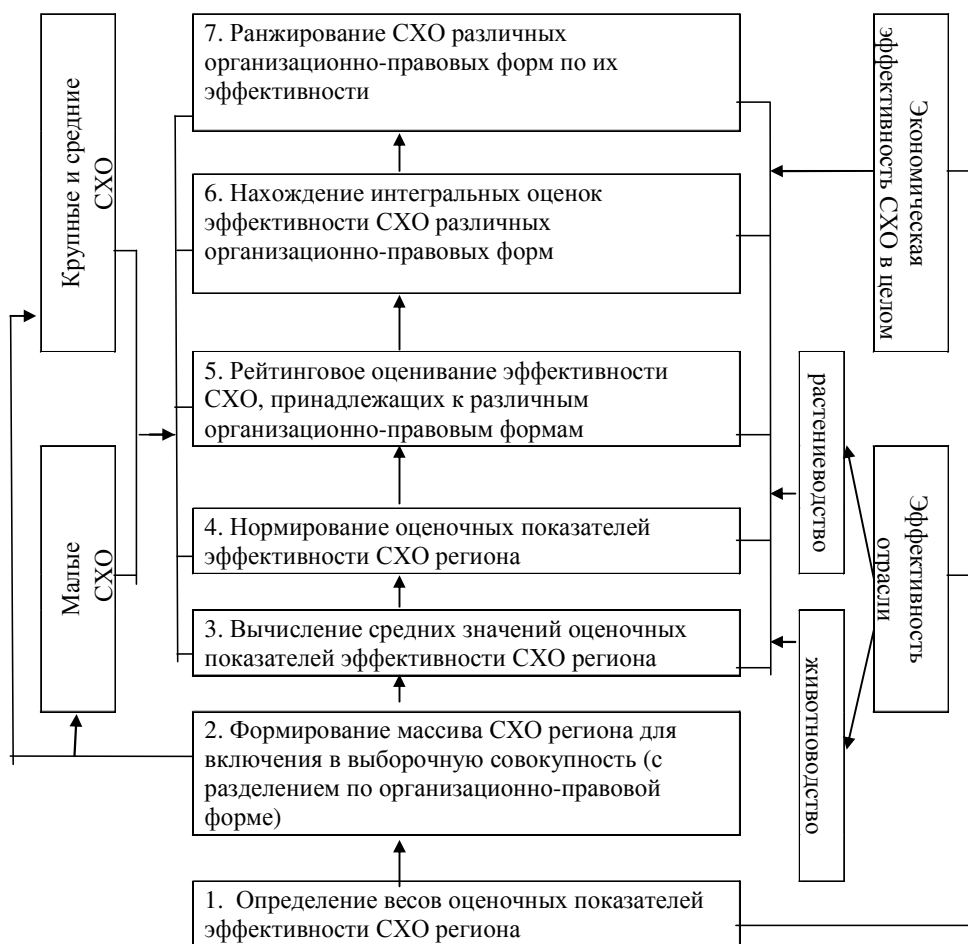 7. Ранжирование СХО различных
организационно-правовых форм по их
эффективности
6. Нахождение интегральных оценок
эффективности СХО различных
организационно-правовых форм
5. Рейтинговое оценивание эффективности
СХО, принадлежащих к различным
организационно-правовым формам
4. Нормирование оценочных показателей
эффективности СХО региона
3. Вычисление средних значений оценочных
показателей эффективности СХО региона
2. Формирование массива СХО региона для
включения в выборочную совокупность (с
разделением по организационно-правовой
форме)
1. Определение весов оценочных показателей
эффективности СХО региона
Крупные и средние
СХО
Малые
СХО
Экономическая
эффективность СХО в целом
растениеводство
животноводство
Эффективность
отрасли